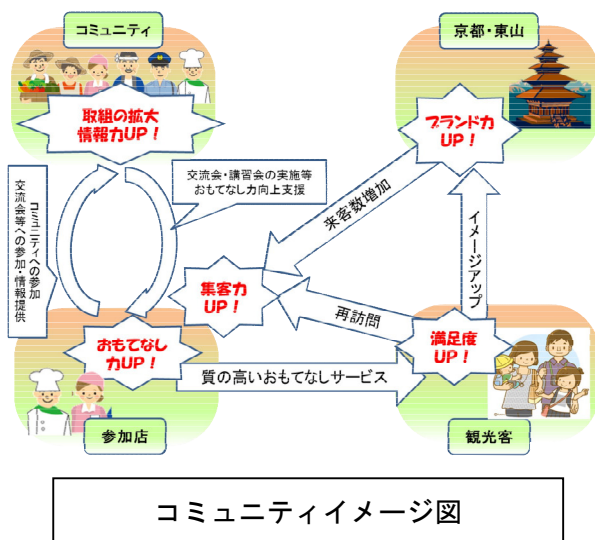 コミュニティ
京都・東山
取組の拡大
情報力UP！
ブランド力
UP！
交流会・講習会の実施等
おもてなし力向上支援
コミュニティへの参加
交流会等への参加・情報提供
来客数増加
イメージアップ
集客力
UP！
再訪問
おもてなし
力UP！
満足度
UP！
質の高いおもてなしサービス
参加店
観光客
コミュニティイメージ図